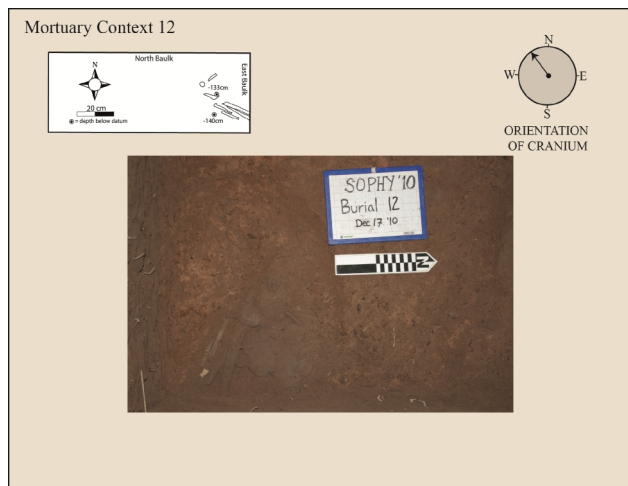 Mortuary Context 12
North Baulk
N
East Baulk
-133cm
20 cm
= depth below datum
-140cm
N
W
E
S
ORIENTATION
OF CRANIUM
SOPHY '10
Burial 12
Dec 17 '10
N